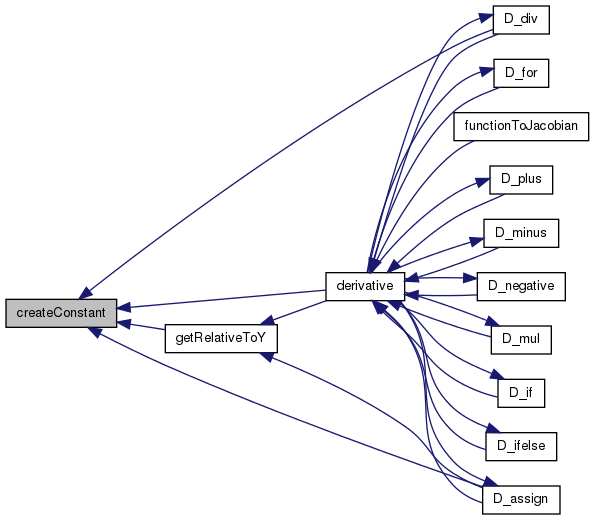 D_div
D_for
functionToJacobian
D_plus
D_minus
derivative
D_negative
createConstant
getRelativeToY
D_mul
D_if
D_ifelse
D_assign